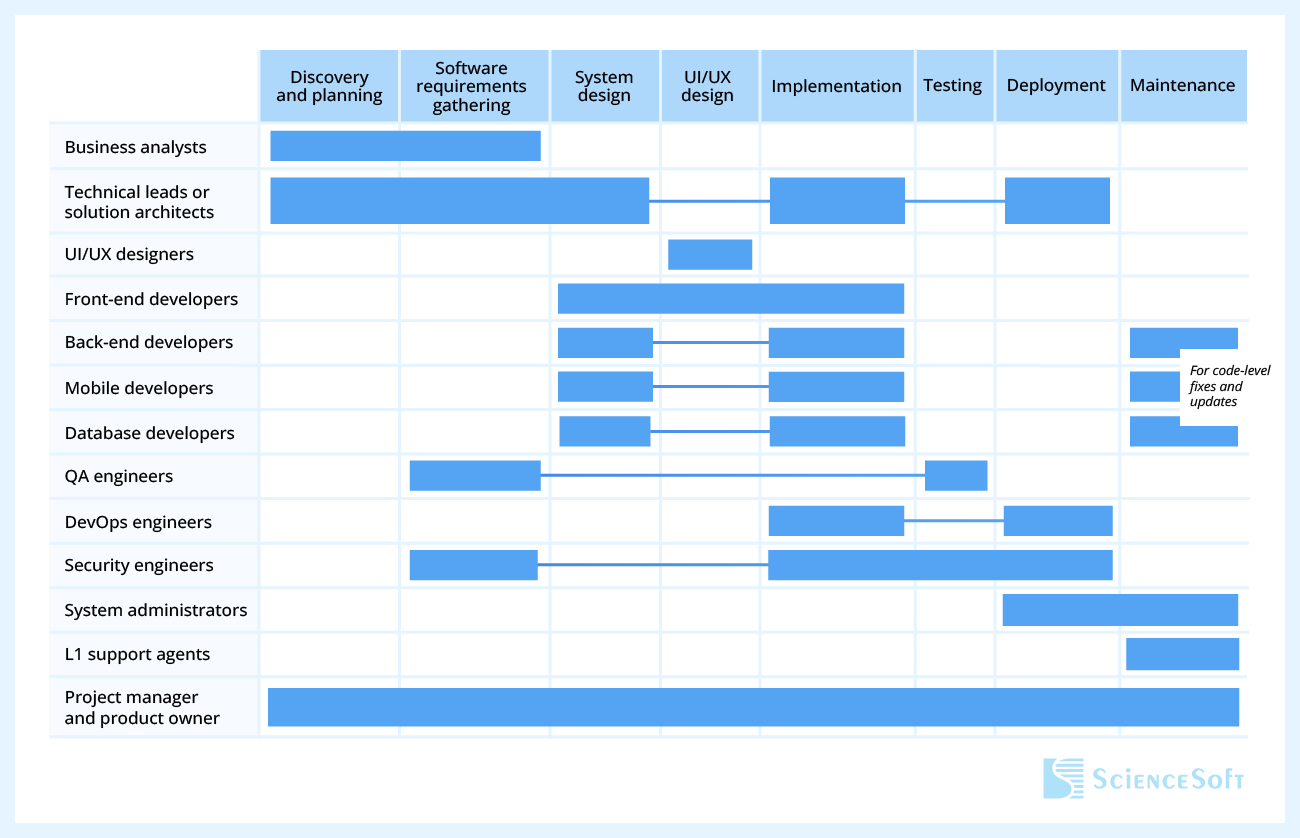 Discovery
and planning
Software
requirements
gathering
System
design
UI/UX
design
Implementation
Testing
Deployment
Maintenance
Business analysts
Technical leads or
solution architects
UI/UX designers
Front-end developers
Back-end developers
Mobile developers
For code-level
fixes and
updates
Database developers
QA engineers
DevOps engineers
Security engineers
System administrators
L1 support agents
Project manager
and product owner
ScienceSoft